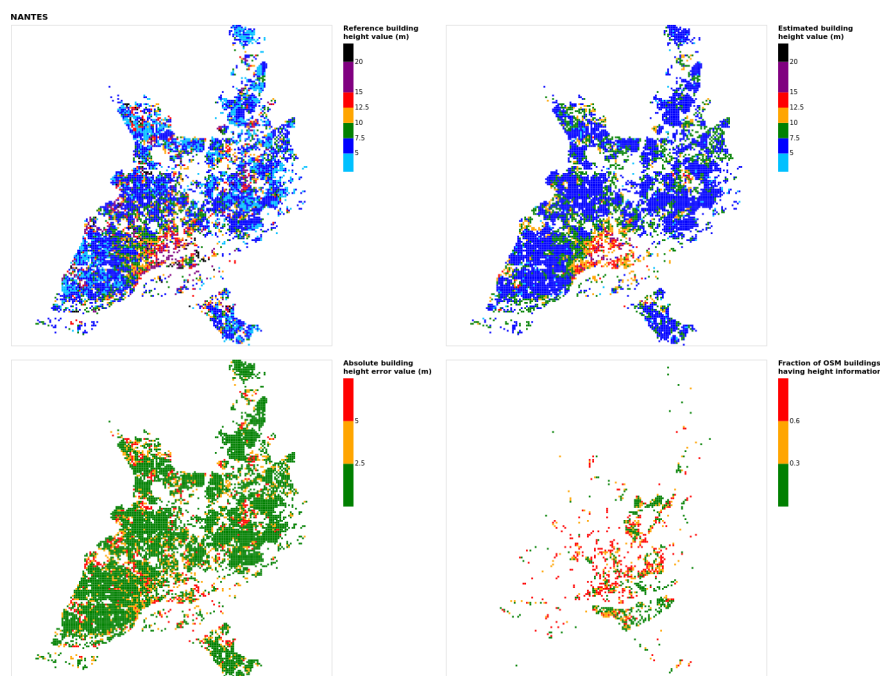 NANTES
Reference building
height value (m)
20
15
12.5
10
7.5
5
Estimated building
height value (m)
20
15
12.5
10
7.5
5
Absolute building
height error value (m)
5
2.5
Fraction of OSM buildings
having height information
0.6
0.3